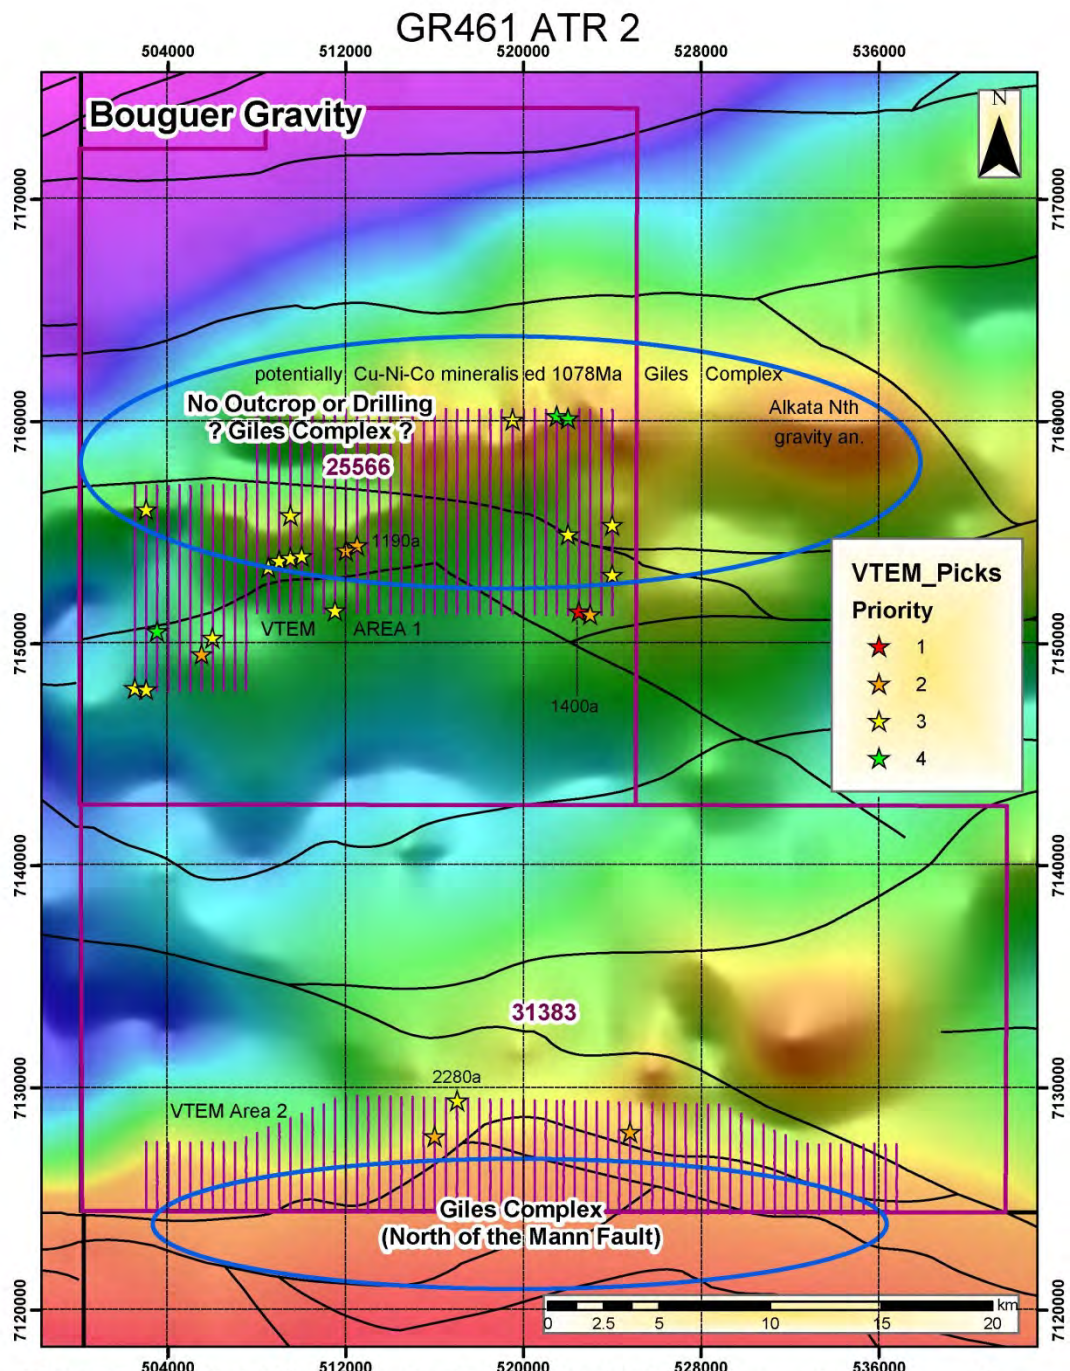 GR461 ATR 2
504000 512000 520000 528000 536000
Bouguer Gravity
N
7170000 7170000
potentially Cu-Ni-Co mineralised 1078Ma Giles Complex
No Outcrop or Drilling
? Giles Complex ?
Alkata Nth
gravity an.
7160000 7160000
25566
1190a
VTEM AREA 1
7150000 7150000
1400a
VTEM_Picks
Priority
1
2
3
4
7140000 7140000
31383
7130000 7130000
2280a
VTEM Area 2
Giles Complex
(North of the Mann Fault)
km
0 2.5 5 10 15 20
7120000 7120000
504000 512000 520000 528000 536000